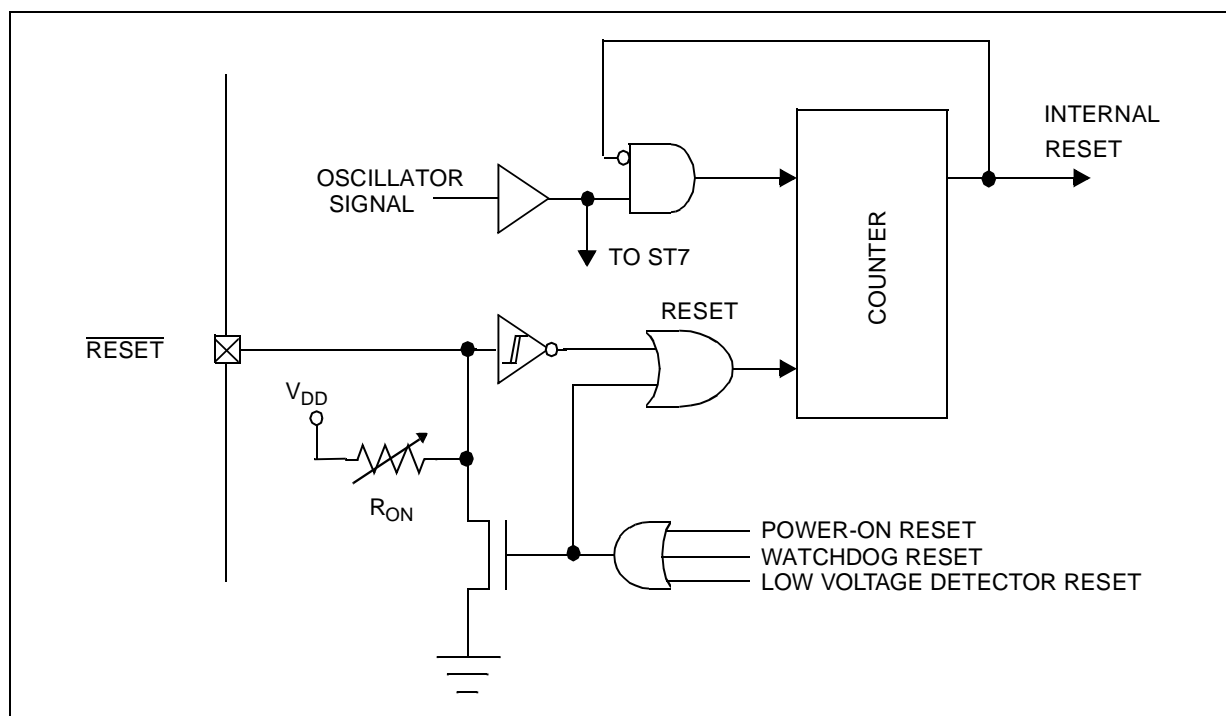 INTERNAL
RESET
OSCILLATOR
SIGNAL
TO ST7
COUNTER
RESET
RESET
VDD
RON
POWER-ON RESET
WATCHDOG RESET
LOW VOLTAGE DETECTOR RESET